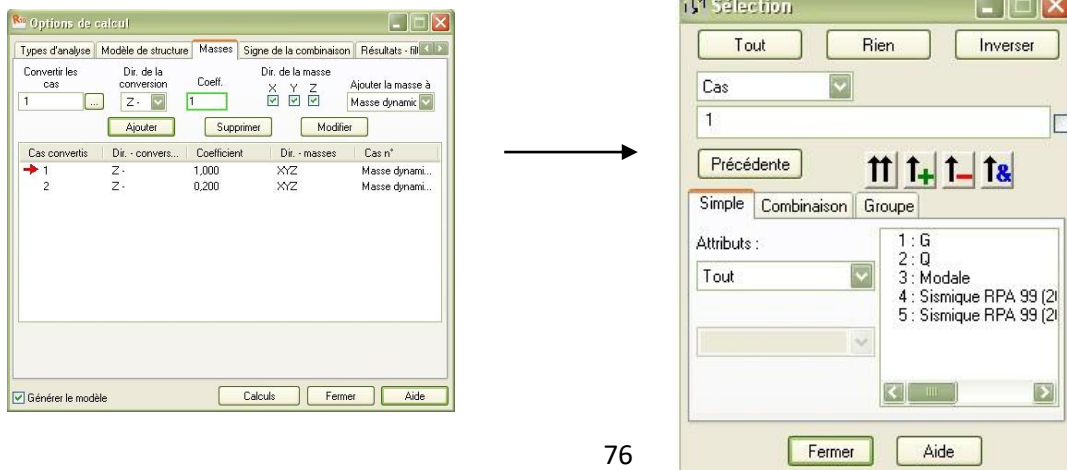 Options de calcul
Types d'analyse Modèle de structure Masses Signe de la combinaison Résultats - fil
Convertir les cas
Dir. de la conversion
Coeff.
Dir. de la masse
X Y Z
Ajouter la masse à
1 ... Z - 1 Masse dynamic
Ajouter Supprimer Modifier
Cas convertis Dir. - convers... Coefficient Dir. - masses Cas n°
1 Z - 1,000 XYZ Masse dynami...
2 Z - 0,200 XYZ Masse dynami...
Générer le modèle Calculs Fermer Aide
Sélection
Tout Rien Inverser
Cas
1
Précédente
Simple Combinaison Groupe
Attributs :
Tout
1 : G
2 : Q
3 : Modale
4 : Sismique RPA 99 (2
5 : Sismique RPA 99 (2
Fermer Aide
76